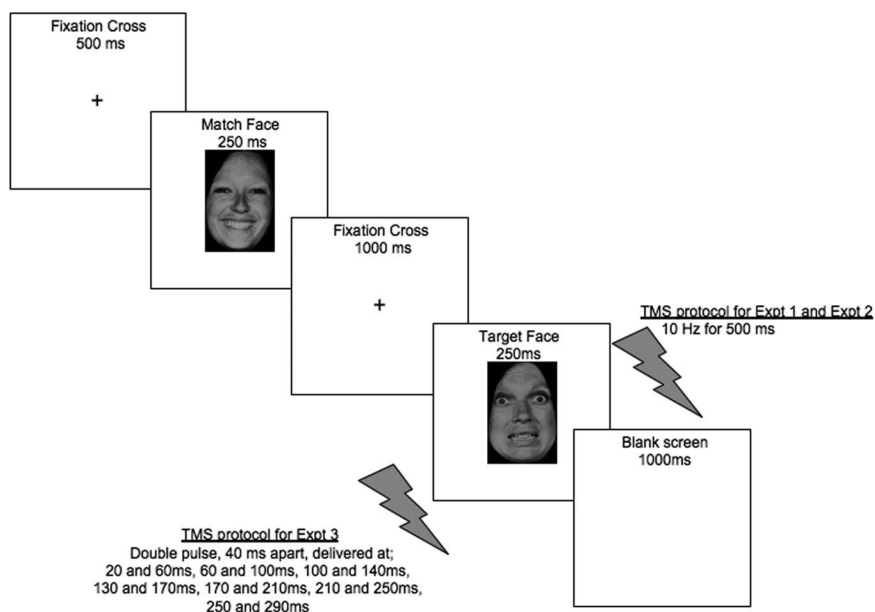 Fixation Cross
500 ms
+
Match Face
250 ms
Fixation Cross
1000 ms
+
TMS protocol for Expt 1 and Expt 2
10 Hz for 500 ms
Target Face
250ms
Blank screen
1000ms
TMS protocol for Expt 3
Double pulse, 40 ms apart, delivered at;
20 and 60ms, 60 and 100ms, 100 and 140ms,
130 and 170ms, 170 and 210ms, 210 and 250ms,
250 and 290ms